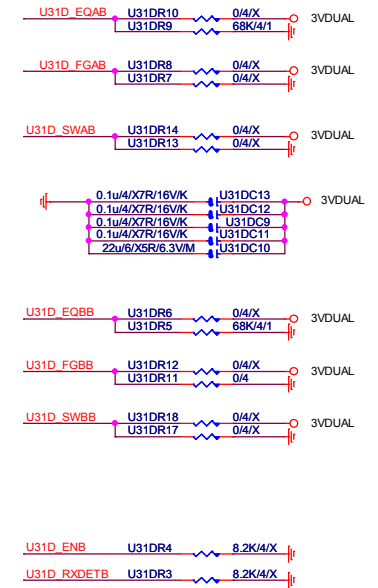 U31D_EQAB U31DR10 0/4/X 3VDUAL
U31DR9 68K/4/1
U31D_FGAB U31DR8 0/4/X 3VDUAL
U31DR7 0/4/X
U31D_SWAB U31DR14 0/4/X 3VDUAL
U31DR13 0/4/X
0.1u/4/X7R/16V/K U31DC13 3VDUAL
0.1u/4/X7R/16V/K U31DC12
0.1u/4/X7R/16V/K U31DC9
0.1u/4/X7R/16V/K U31DC11
22u/6/X5R/6.3V/M U31DC10
U31D_EQBB U31DR6 0/4/X 3VDUAL
U31DR5 68K/4/1
U31D_FGBB U31DR12 0/4/X 3VDUAL
U31DR11 0/4
U31D_SWBB U31DR18 0/4/X 3VDUAL
U31DR17 0/4/X
U31D_ENB U31DR4 8.2K/4/X
U31D_RXDETB U31DR3 8.2K/4/X